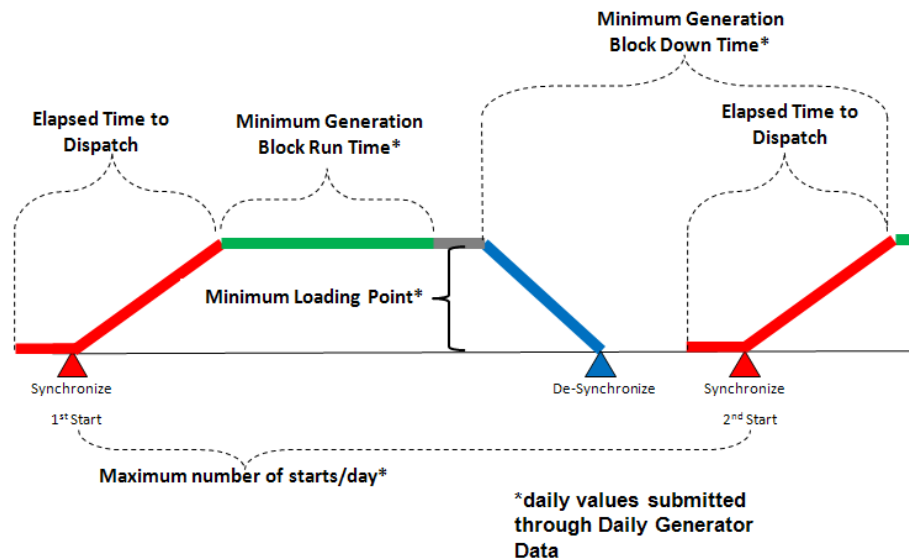 Minimum Generation
Block Down Time*
Elapsed Time to
Dispatch
Minimum Generation
Block Run Time*
Elapsed Time to
Dispatch
Minimum Loading Point*
Synchronize
De-Synchronize
Synchronize
1st Start
2nd Start
Maximum number of starts/day*
*daily values submitted
through Daily Generator
Data